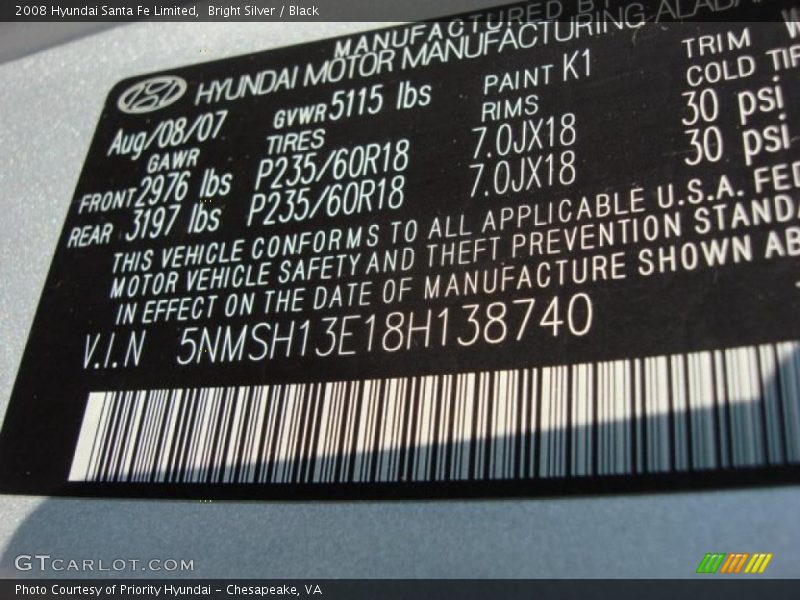 2008 Hyundai Santa Fe Limited, Bright Silver / Black
MANUFACTURED BY
HYUNDAI MOTOR MANUFACTURING ALABA
Aug/08/07 GVWR 5115 lbs PAINT K1 TRIM
GAWR TIRES RIMS COLD TIR
FRONT 2976 lbs P235/60R18 7.0JX18 30 psi
REAR 3197 lbs P235/60R18 7.0JX18 30 psi
THIS VEHICLE CONFORMS TO ALL APPLICABLE U.S.A. FED
MOTOR VEHICLE SAFETY AND THEFT PREVENTION STANDA
IN EFFECT ON THE DATE OF MANUFACTURE SHOWN AB
V.I.N 5NMSH13E18H138740
GTCARLOT.COM
Photo Courtesy of Priority Hyundai - Chesapeake, VA